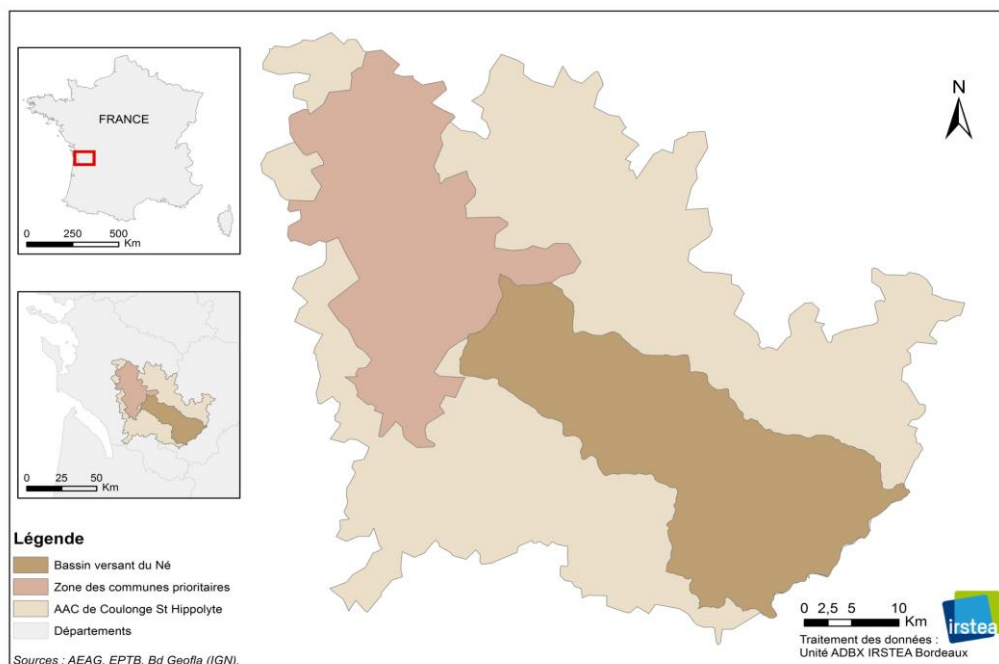 FRANCE
0 250 500
Km
0 25 50
Km
Légende
Bassin versant du Né
Zone des communes prioritaires
AAC de Coulonge St Hippolyte
Départements
Sources : AEAG, EPTB, Bd Geofla (IGN).
N
0 2,5 5 10
Km
irstea
Traitement des données :
Unité ADBX IRSTEA Bordeaux